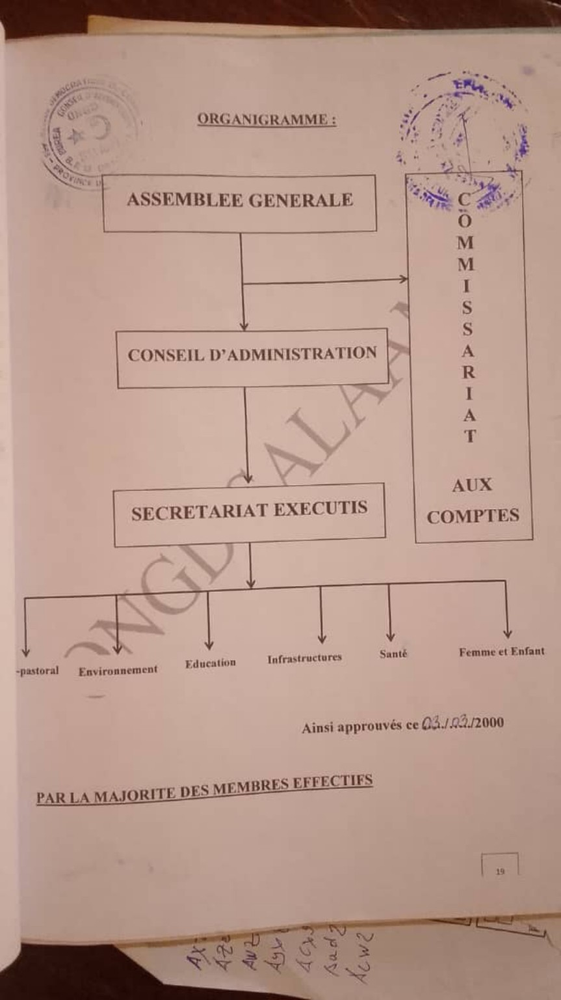 ORGANIGRAMME :
ASSEMBLEE GENERALE
COMMISSARIAT
AUX
COMPTES
CONSEIL D'ADMINISTRATION
SECRETARIAT EXECUTIS
-pastoral
Environnement
Education
Infrastructures
Santé
Femme et Enfant
Ainsi approuvés ce 03./.03./2000
PAR LA MAJORITE DES MEMBRES EFFECTIFS
19
ONGD